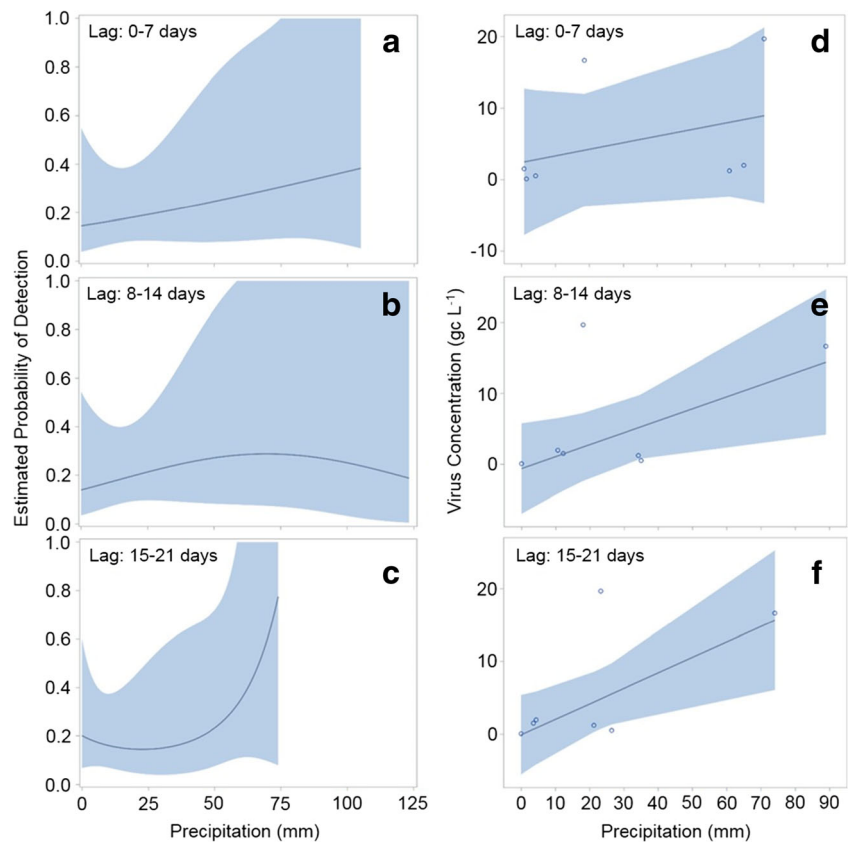 Estimated Probability of Detection
1.0
0.8
0.6
0.4
0.2
0.0
Lag: 0-7 days
a
1.0
0.8
0.6
0.4
0.2
0.0
Lag: 8-14 days
b
1.0
0.8
0.6
0.4
0.2
0.0
Lag: 15-21 days
c
0 25 50 75 100 125
Precipitation (mm)
Virus Concentration (gc L-1)
20
10
0
-10
Lag: 0-7 days
d
20
10
0
Lag: 8-14 days
e
20
10
0
Lag: 15-21 days
f
0 10 20 30 40 50 60 70 80 90
Precipitation (mm)